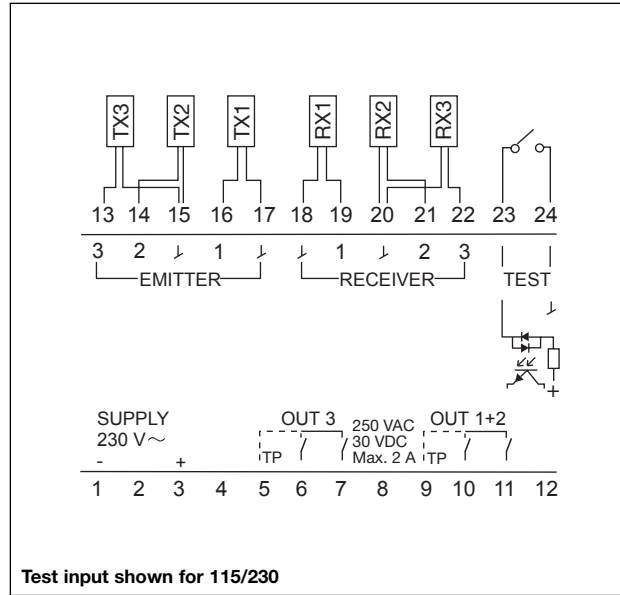 TX3 TX2 TX1 RX1 RX2 RX3
13 14 15 16 17 18 19 20 21 22 23 24
3 2 1 1 2 3
EMITTER RECEIVER TEST
+
SUPPLY OUT 3 250 VAC OUT 1+2
230 V~ 30 VDC
- + TP Max. 2 A TP
1 2 3 4 5 6 7 8 9 10 11 12
Test input shown for 115/230